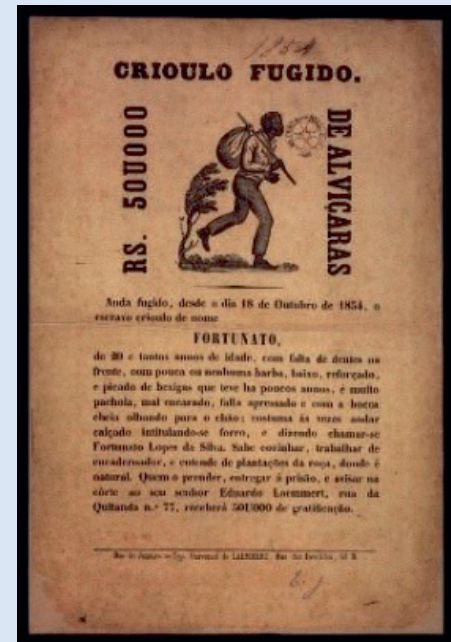 1854
CRIOULO FUGIDO.
RS. 50U000
DE ALVIÇARAS
Anda fugido, desde o dia 18 de Outubro de 1854, o
escravo crioulo de nome
FORTUNATO,
de 20 e tantos annos de idade, com falta de dentes na
frente, com pouca ou nenhuma barba, baixo, reforçado,
e picado de bexigas que teve ha poucos annos, é muito
pachola, mal encarado, falla apressado e com a bocca
cheia olhando para o chão; costuma ás vezes andar
calçado intitulando-se forro, e dizendo chamar-se
Fortunato Lopes da Silva. Sabe cozinhar, trabalhar de
encadernador, e entende de plantações da roça, donde é
natural. Quem o prender, entregar á prisão, e avisar na
côrte ao seu senhor Eduardo Laemmert, rua da
Quitanda n.º 77, receberá 50U000 de gratificação.
Rio de Janeiro — Typ. Universal de LAEMMERT, Rua dos Invalidos,